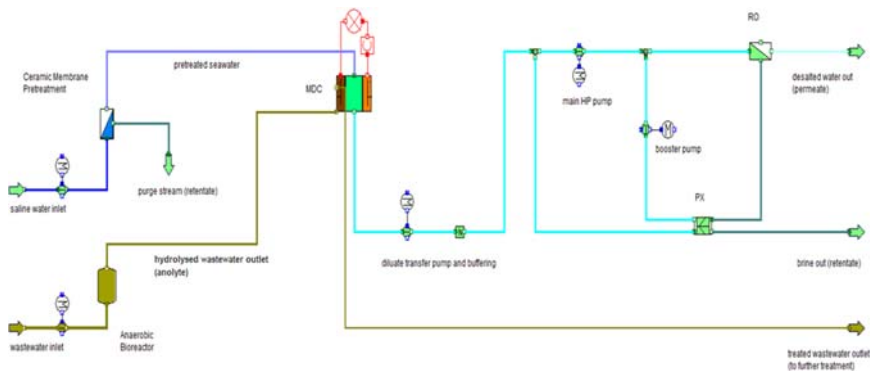 RO
Ceramic Membrane
Pretreatment
pretreated seawater
MDC
main HP pump
desalted water out
(permeate)
M
M
M
booster pump
purge stream (retentate)
saline water inlet
PX
M
hydrolysed wastewater outlet
(anolyte)
diluate transfer pump and buffering
brine out (retentate)
M
wastewater inlet
Anaerobic
Bioreactor
treated wastewater outlet
(to further treatment)